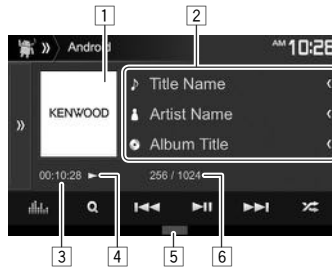 1
2
Android
AM 10:28
KENWOOD
Title Name
Artist Name
Album Title
00:10:28
256 / 1024
3
4
5
6